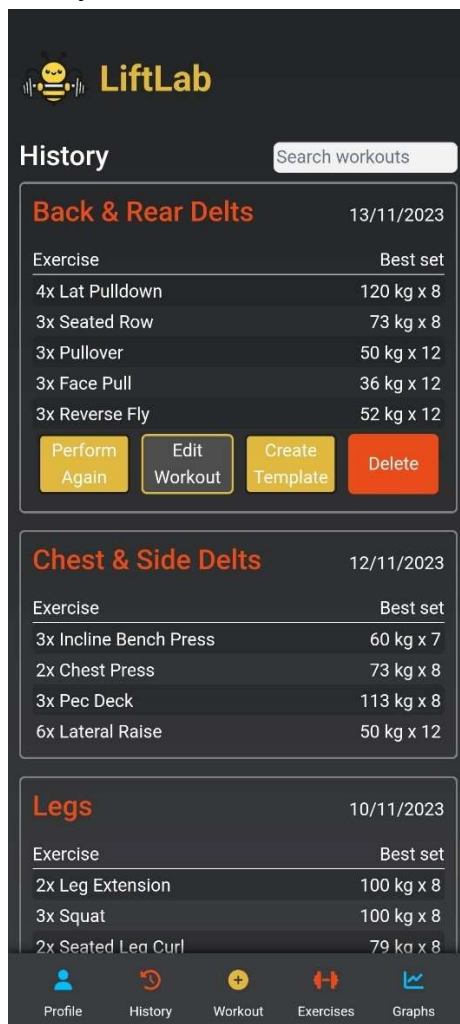 LiftLab
History
Search workouts
Back & Rear Delts 13/11/2023
Exercise Best set
4x Lat Pulldown 120 kg x 8
3x Seated Row 73 kg x 8
3x Pullover 50 kg x 12
3x Face Pull 36 kg x 12
3x Reverse Fly 52 kg x 12
Perform Again
Edit Workout
Create Template
Delete
Chest & Side Delts 12/11/2023
Exercise Best set
3x Incline Bench Press 60 kg x 7
2x Chest Press 73 kg x 8
3x Pec Deck 113 kg x 8
6x Lateral Raise 50 kg x 12
Legs 10/11/2023
Exercise Best set
2x Leg Extension 100 kg x 8
3x Squat 100 kg x 8
2x Seated Leg Curl 79 kg x 8
Profile History Workout Exercises Graphs